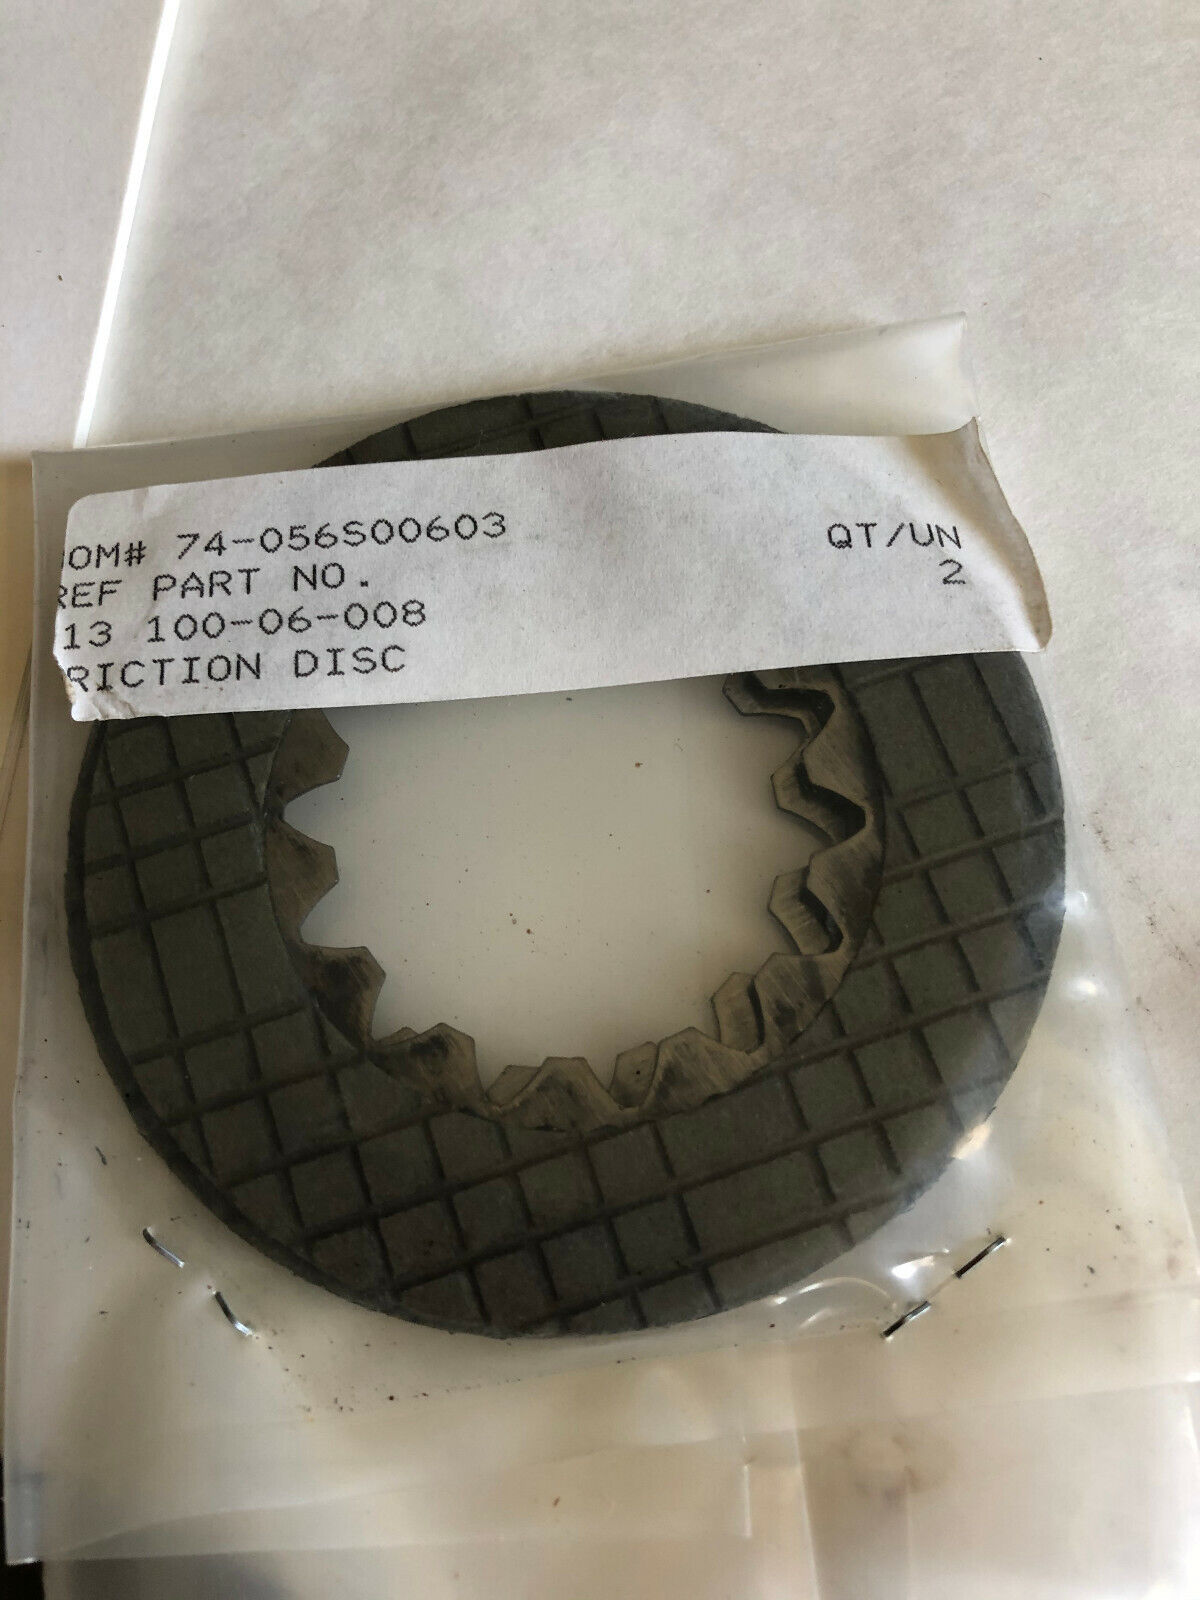 OM# 74-056S00603 QT/UN
REF PART NO. 2
13 100-06-008
RICTION DISC